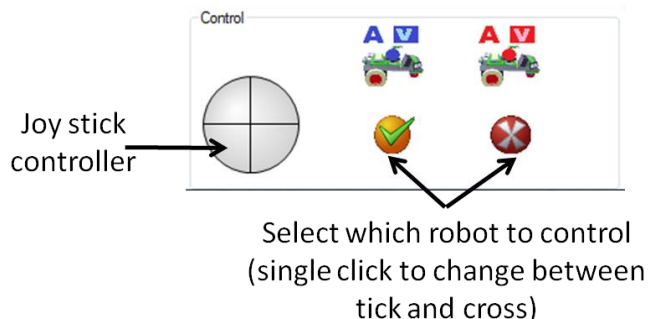 Control
A V A V
Joy stick
controller
Select which robot to control
(single click to change between
tick and cross)